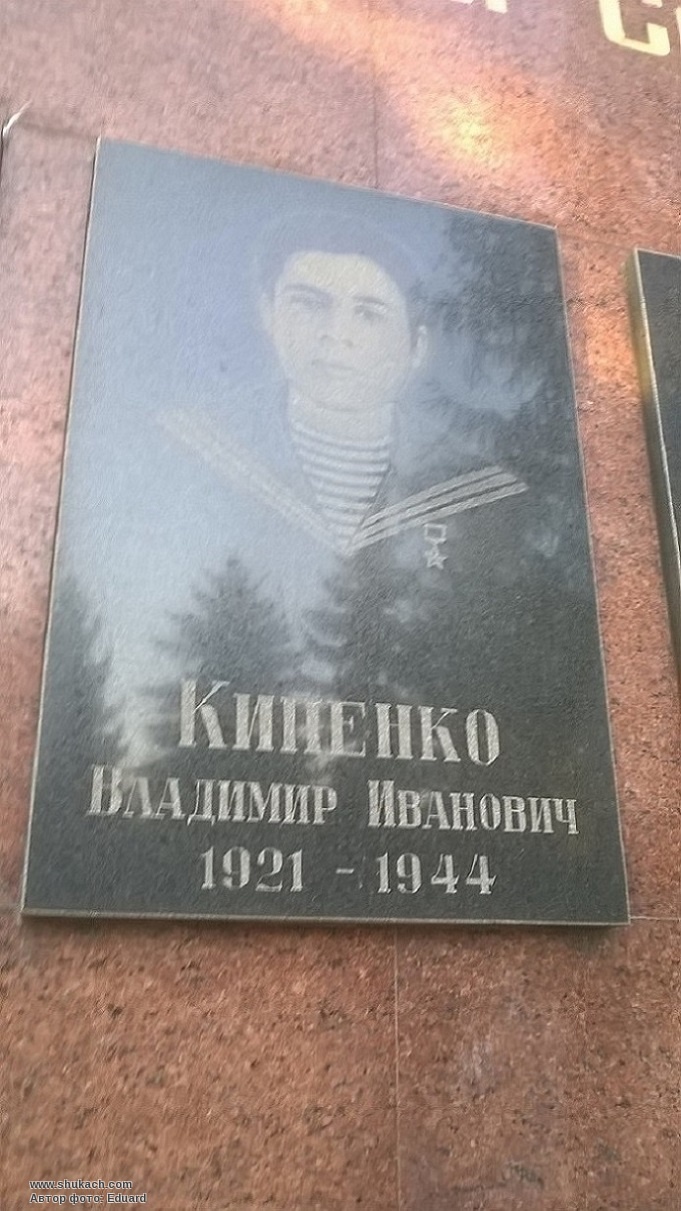 Кипенко
Владимир Иванович
1921 - 1944
www.shukach.com
Автор фото: Eduard